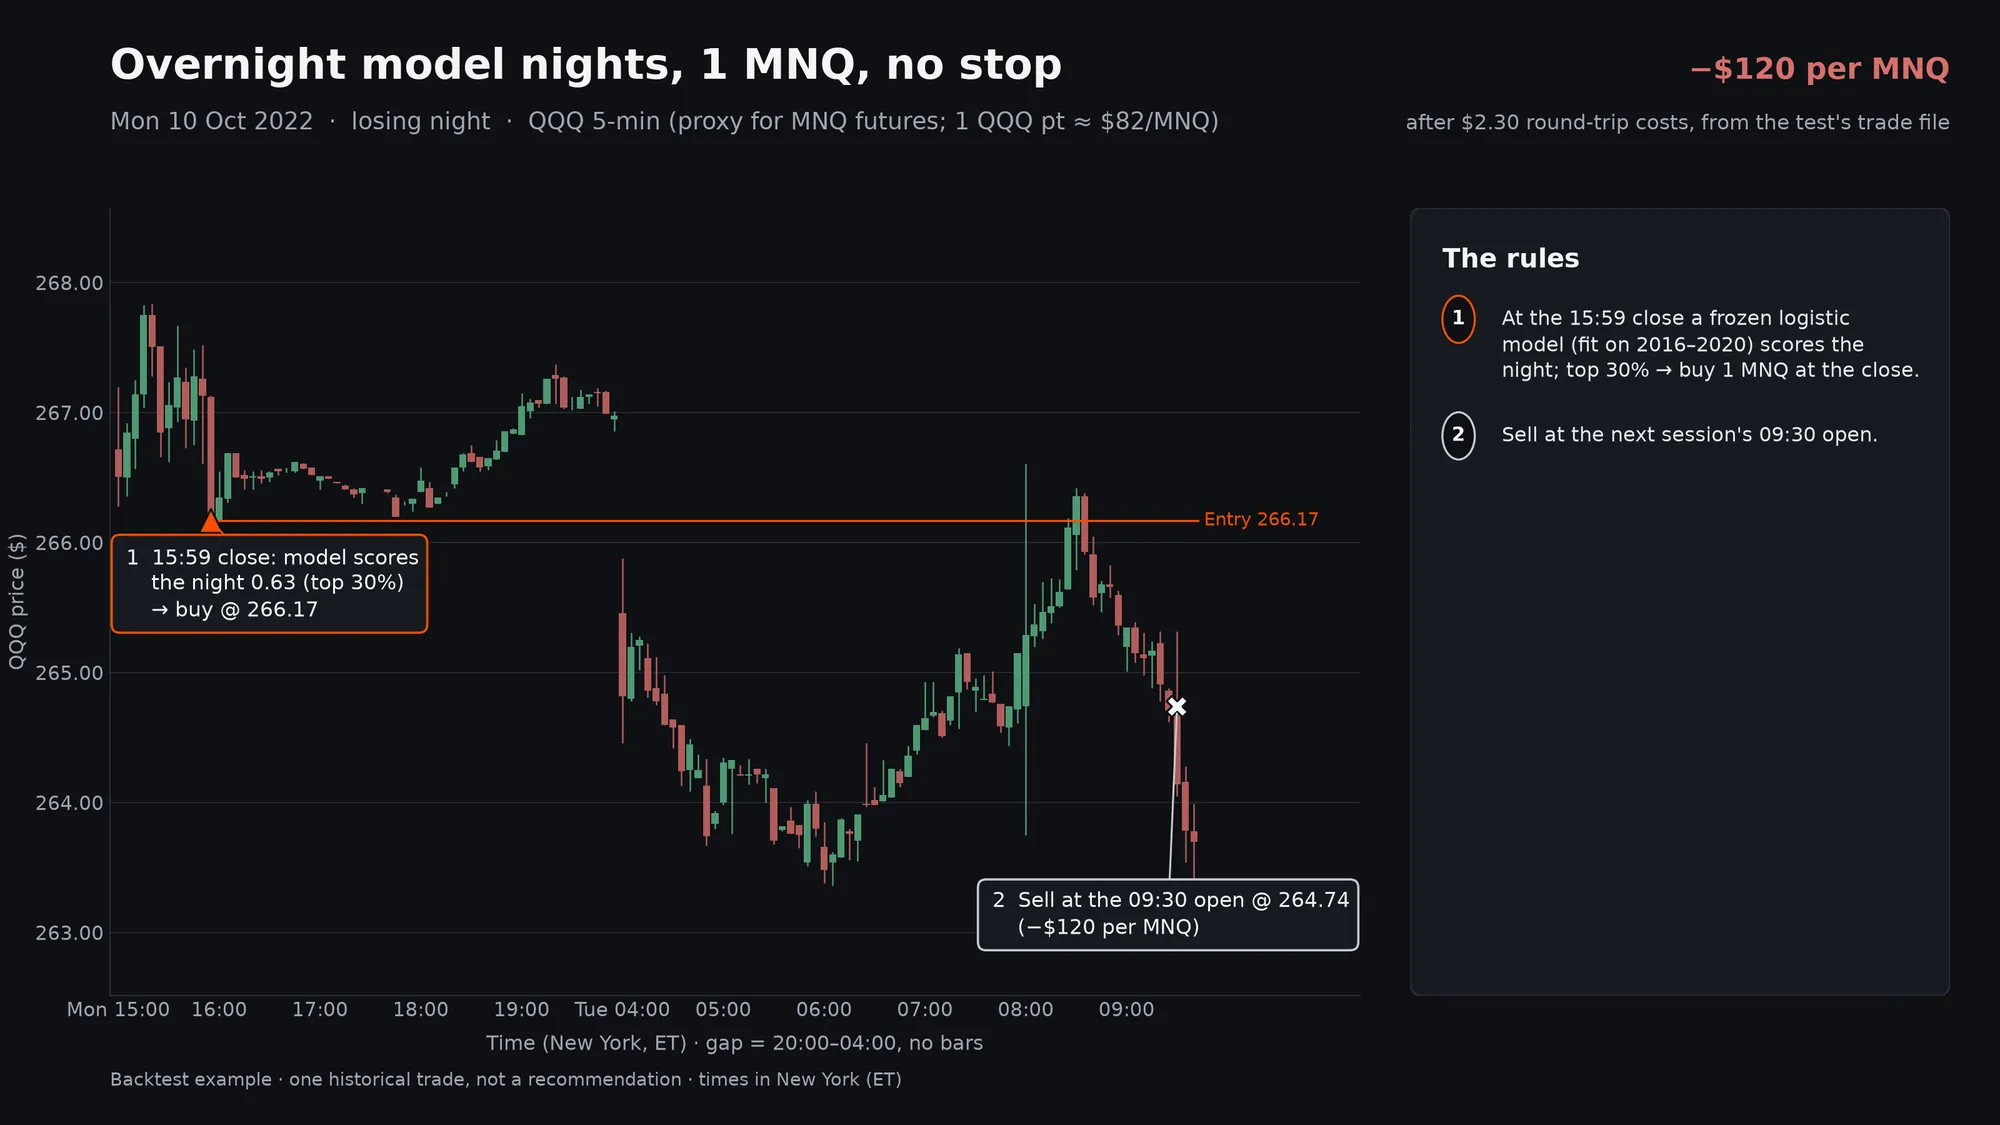 Overnight model nights, 1 MNQ, no stop
−$120 per MNQ
Mon 10 Oct 2022 · losing night · QQQ 5-min (proxy for MNQ futures; 1 QQQ pt ≈ $82/MNQ)
after $2.30 round-trip costs, from the test's trade file
QQQ price ($)
268.00
267.00
266.00
265.00
264.00
263.00
Entry 266.17
1 15:59 close: model scores
the night 0.63 (top 30%)
→ buy @ 266.17
2 Sell at the 09:30 open @ 264.74
(−$120 per MNQ)
Mon 15:00 16:00 17:00 18:00 19:00 Tue 04:00 05:00 06:00 07:00 08:00 09:00
Time (New York, ET) · gap = 20:00–04:00, no bars
The rules
1 At the 15:59 close a frozen logistic
model (fit on 2016–2020) scores the
night; top 30% → buy 1 MNQ at the close.
2 Sell at the next session's 09:30 open.
Backtest example · one historical trade, not a recommendation · times in New York (ET)